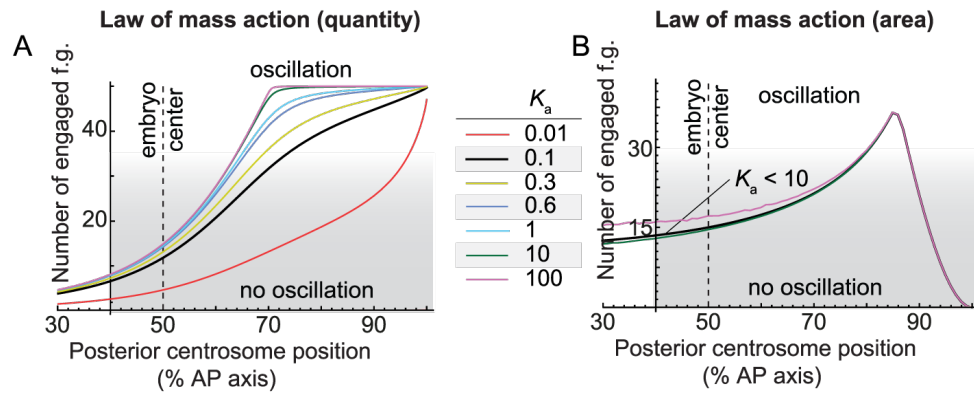 Law of mass action (quantity)
A
Number of engaged f.g.
40
20
oscillation
embryo
center
no oscillation
30
50
70
90
Posterior centrosome position
(% AP axis)
Ka
0.01
0.1
0.3
0.6
1
10
100
Law of mass action (area)
B
Number of engaged f.g.
30
15
oscillation
embryo
center
Ka < 10
no oscillation
30
50
70
90
Posterior centrosome position
(% AP axis)